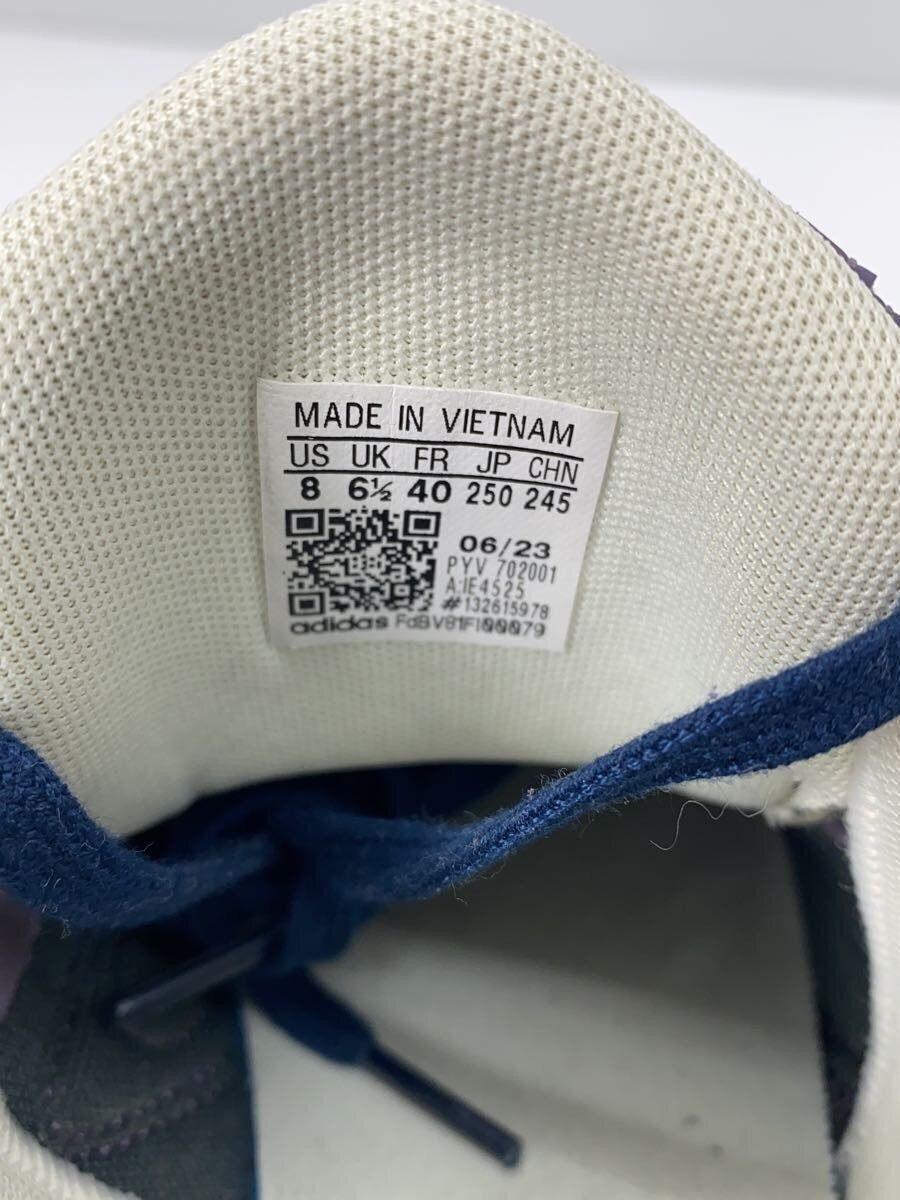 MADE IN VIETNAM
US UK FR JP CHN
8 6½ 40 250 245
06/23
PYV 702001
A:IE4525
#132615978
adidas FdBV81FI00079